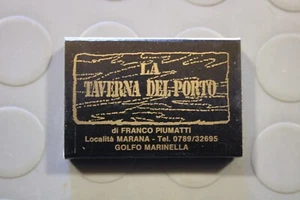 LA
TAVERNA DEL PORTO
di FRANCO PIUMATTI
Località MARANA - Tel. 0789/32695
GOLFO MARINELLA